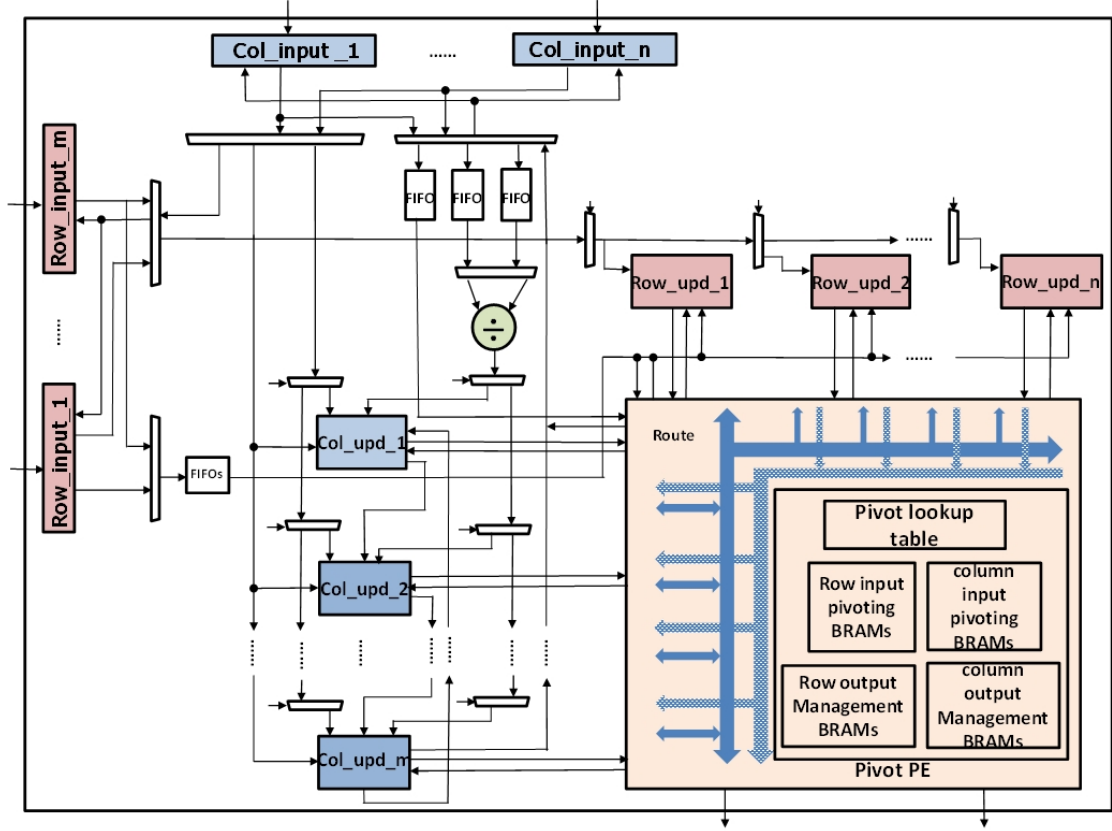 Col_input _1
......
Col_input_n
Row_input_m
FIFO
FIFO
FIFO
......
Row_upd_1
Row_upd_2
Row_upd_n
......
÷
......
Row_input_1
Col_upd_1
Route
FIFOs
Pivot lookup
table
Col_upd_2
Row input
pivoting
BRAMs
column
input
pivoting
BRAMs
......
......
......
......
......
......
Row output
Management
BRAMs
column
output
Management
BRAMs
Col_upd_m
Pivot PE